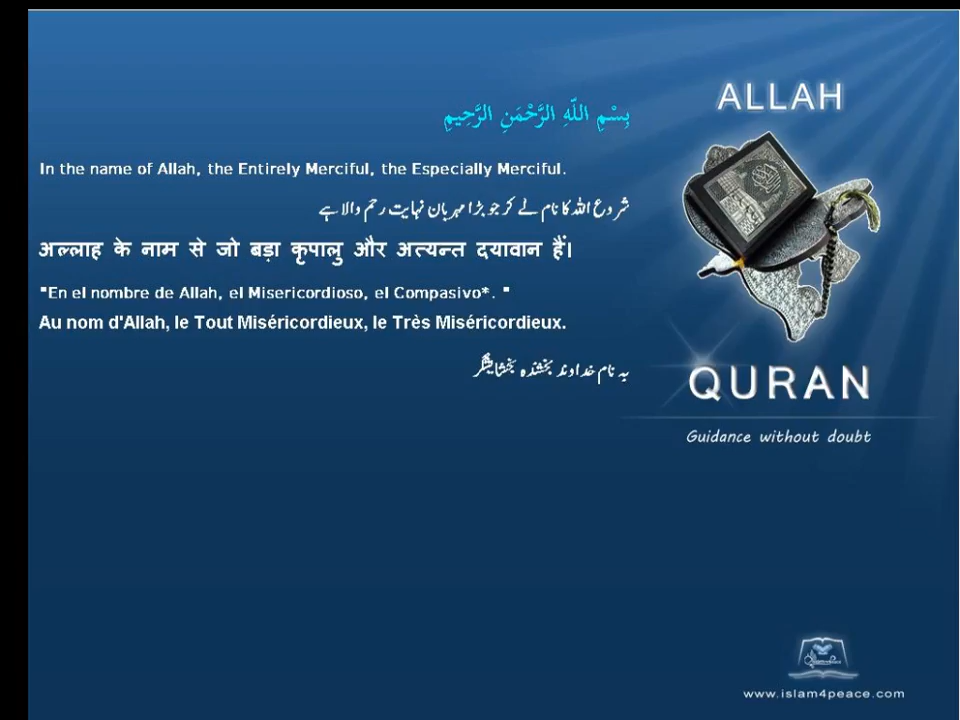 بِسْمِ اللَّهِ الرَّحْمَنِ الرَّحِيمِ
In the name of Allah, the Entirely Merciful, the Especially Merciful.
شروع الله کا نام لے کر جو بڑا مہربان نہایت رحم والا ہے
अल्लाह के नाम से जो बड़ा कृपालु और अत्यन्त दयावान हैं।
"En el nombre de Allah, el Misericordioso, el Compasivo*. "
Au nom d'Allah, le Tout Miséricordieux, le Très Miséricordieux.
به نام خداوند بخشنده بخشایشگر
ALLAH
QURAN
Guidance without doubt
www.islam4peace.com